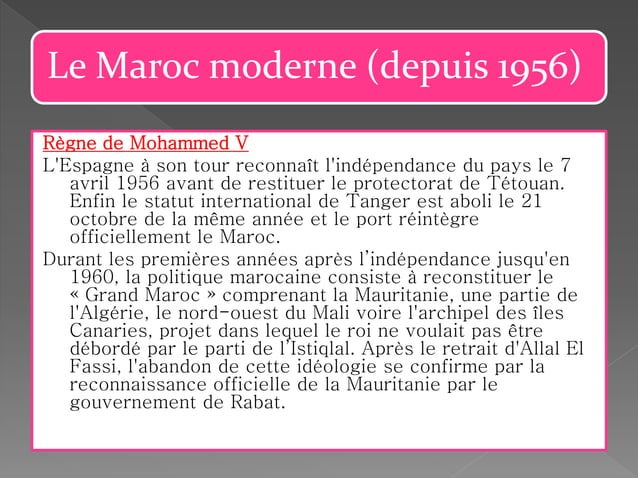 Le Maroc moderne (depuis 1956)
Règne de Mohammed V
L'Espagne à son tour reconnaît l'indépendance du pays le 7
avril 1956 avant de restituer le protectorat de Tétouan.
Enfin le statut international de Tanger est aboli le 21
octobre de la même année et le port réintègre
officiellement le Maroc.
Durant les premières années après l’indépendance jusqu'en
1960, la politique marocaine consiste à reconstituer le
« Grand Maroc » comprenant la Mauritanie, une partie de
l'Algérie, le nord-ouest du Mali voire l'archipel des îles
Canaries, projet dans lequel le roi ne voulait pas être
débordé par le parti de l’Istiqlal. Après le retrait d'Allal El
Fassi, l'abandon de cette idéologie se confirme par la
reconnaissance officielle de la Mauritanie par le
gouvernement de Rabat.